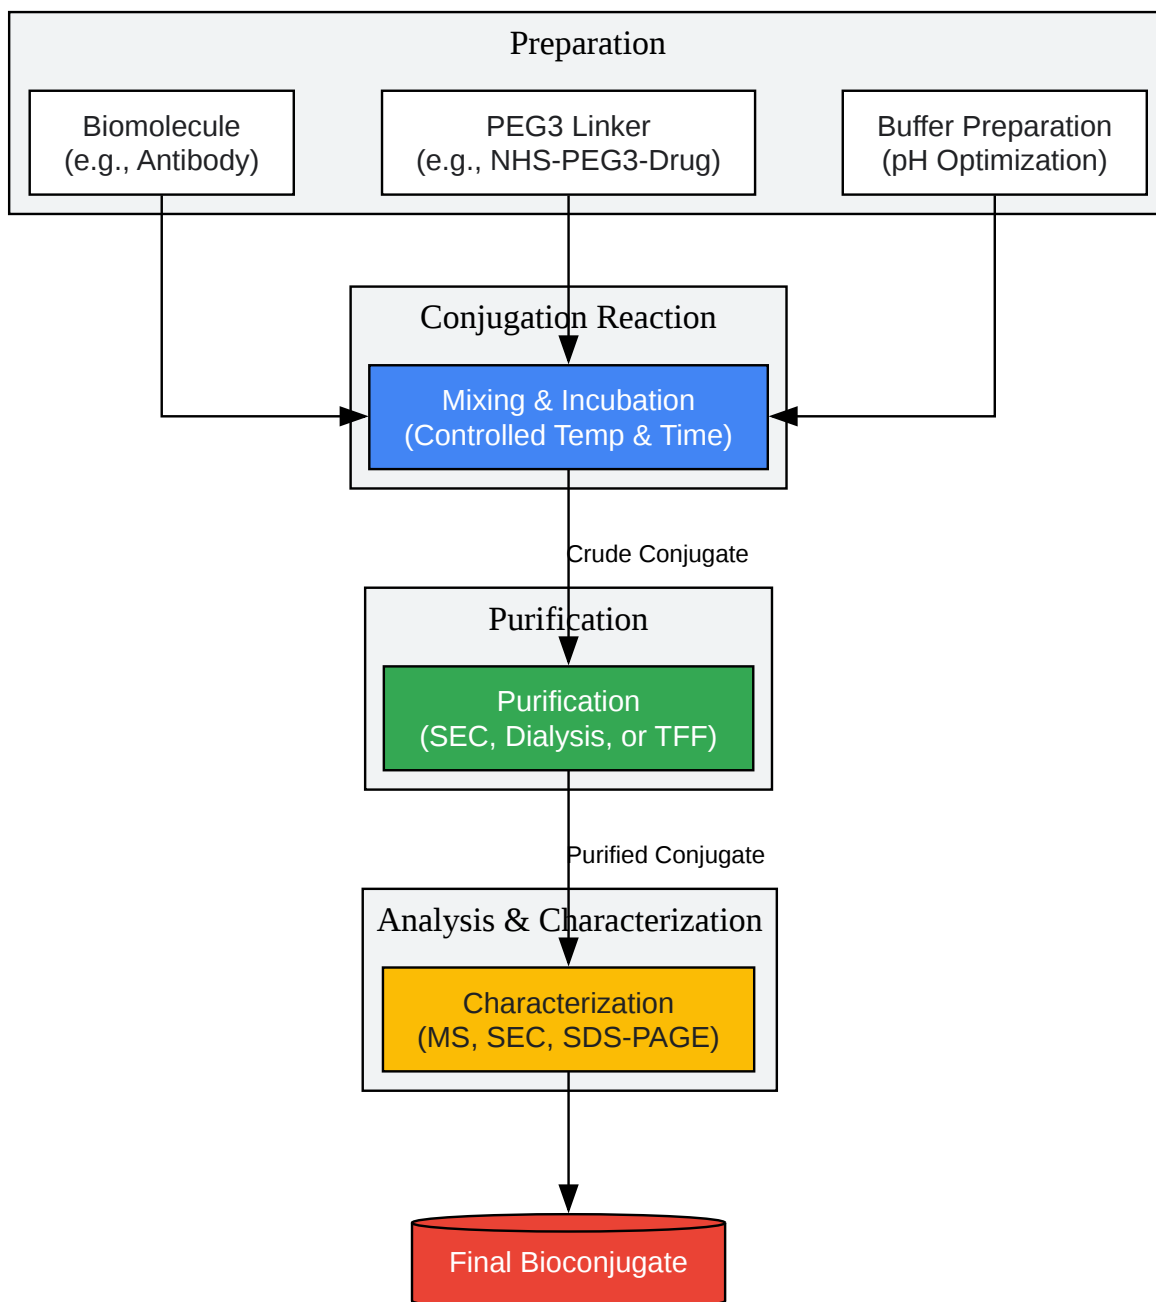 Preparation
Biomolecule
(e.g., Antibody)
PEG3 Linker
(e.g., NHS-PEG3-Drug)
Buffer Preparation
(pH Optimization)
Conjugation Reaction
Mixing & Incubation
(Controlled Temp & Time)
Crude Conjugate
Purification
Purification
(SEC, Dialysis, or TFF)
Purified Conjugate
Analysis & Characterization
Characterization
(MS, SEC, SDS-PAGE)
Final Bioconjugate